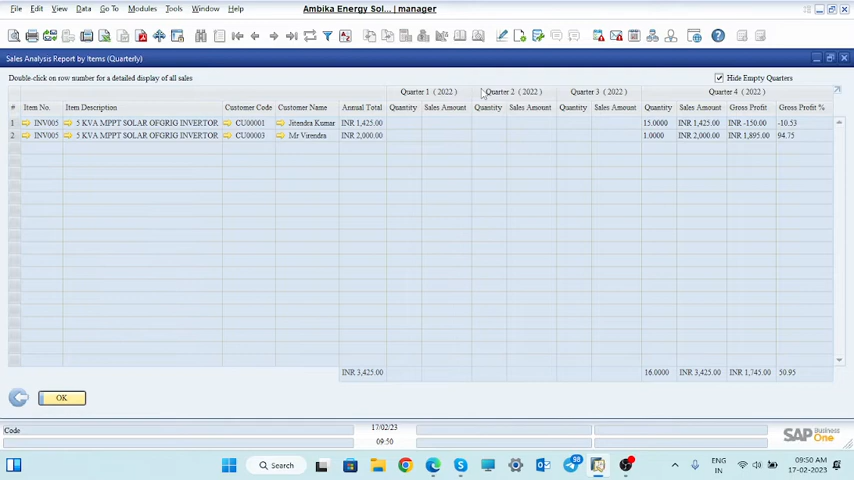 File Edit View Data Go To Modules Tools Window Help Ambika Energy Sol... | manager
Sales Analysis Report by Items (Quarterly)
Double-click on row number for a detailed display of all sales Hide Empty Quarters
Quarter 1 ( 2022 ) Quarter 2 ( 2022 ) Quarter 3 ( 2022 ) Quarter 4 ( 2022 )
# Item No. Item Description Customer Code Customer Name Annual Total Quantity Sales Amount Quantity Sales Amount Quantity Sales Amount Quantity Sales Amount Gross Profit Gross Profit %
1 INV005 5 KVA MPPT SOLAR OFGRIG INVERTOR CU00001 Jitendra Kumar INR 1,425.00 15.0000 INR 1,425.00 INR -150.00 -10.53
2 INV005 5 KVA MPPT SOLAR OFGRIG INVERTOR CU00003 Mr Virendra INR 2,000.00 1.0000 INR 2,000.00 INR 1,895.00 94.75
INR 3,425.00 16.0000 INR 3,425.00 INR 1,745.00 50.95
OK
Code 17/02/23
09:50
SAP Business One
Search 98 ENG IN 09:50 AM 17-02-2023